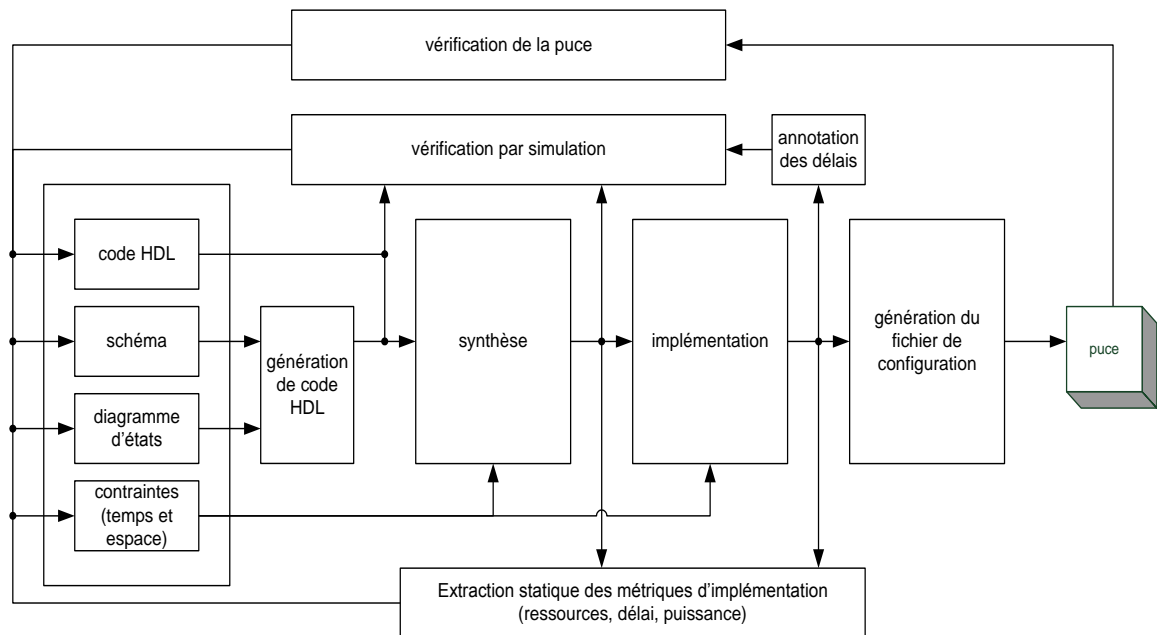 vérification de la puce
vérification par simulation
annotation
des délais
code HDL
schéma
génération
de code
HDL
synthèse
implémentation
génération du
fichier de
configuration
puce
diagramme
d'états
contraintes
(temps et
espace)
Extraction statique des métriques d’implémentation
(ressources, délai, puissance)